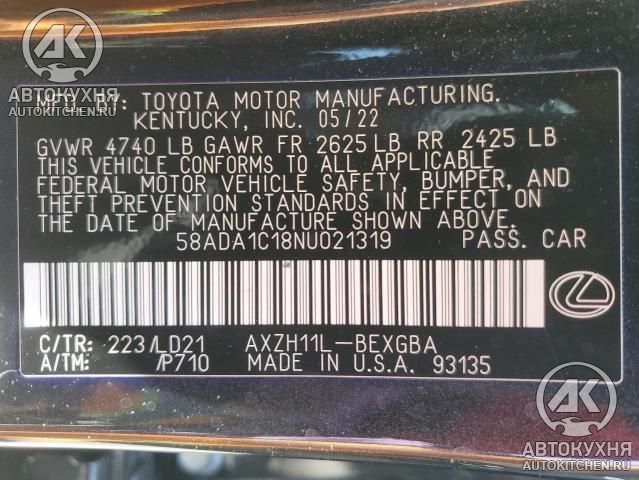 АК
АВТОКУХНЯ
AUTOKITCHEN.RU
MFD. BY: TOYOTA MOTOR MANUFACTURING.
KENTUCKY, INC. 05/22
GVWR 4740 LB GAWR FR 2625 LB RR 2425 LB
THIS VEHICLE CONFORMS TO ALL APPLICABLE
FEDERAL MOTOR VEHICLE SAFETY, BUMPER, AND
THEFT PREVENTION STANDARDS IN EFFECT ON
THE DATE OF MANUFACTURE SHOWN ABOVE.
58ADA1C18NU021319 PASS. CAR
C/TR: 223/LD21 AXZH11L-BEXGBA
A/TM: /P710 MADE IN U.S.A. 93135
АК
АВТОКУХНЯ
AUTOKITCHEN.RU